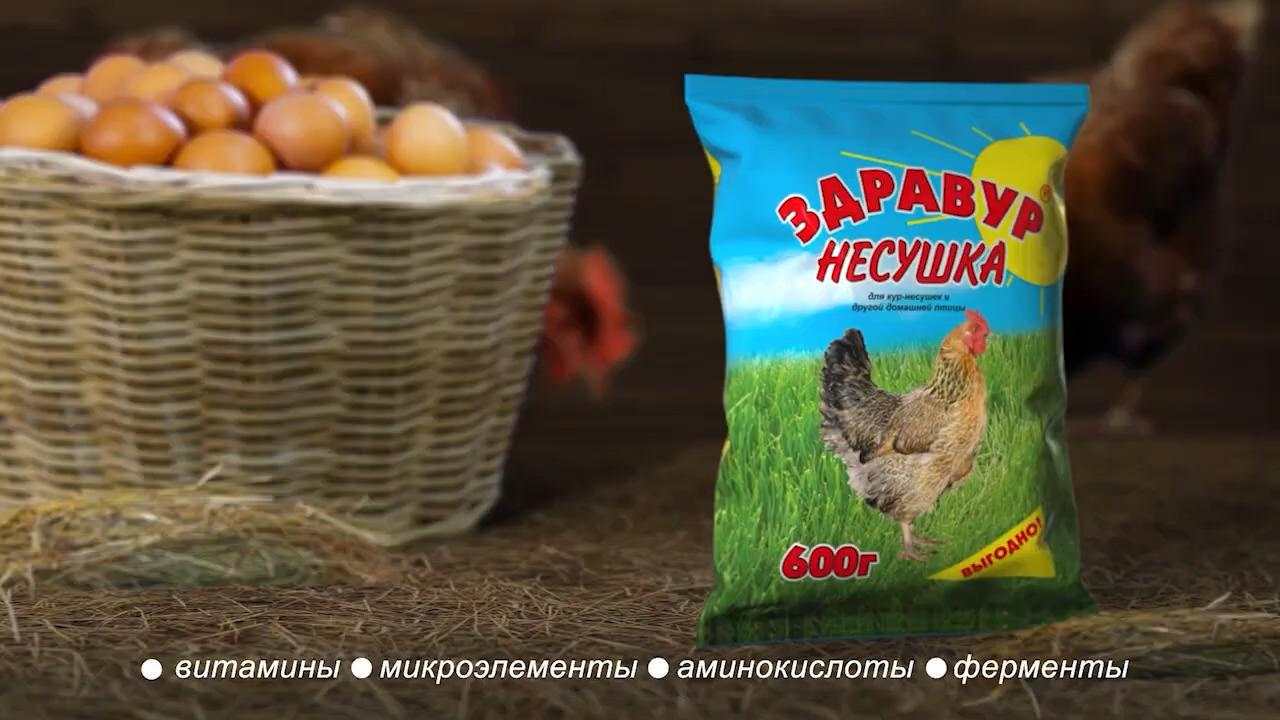 ЗДРАВУР®
НЕСУШКА
для кур-несушек и
другой домашней птицы
600г
ВЫГОДНО!
● витамины ● микроэлементы ● аминокислоты ● ферменты